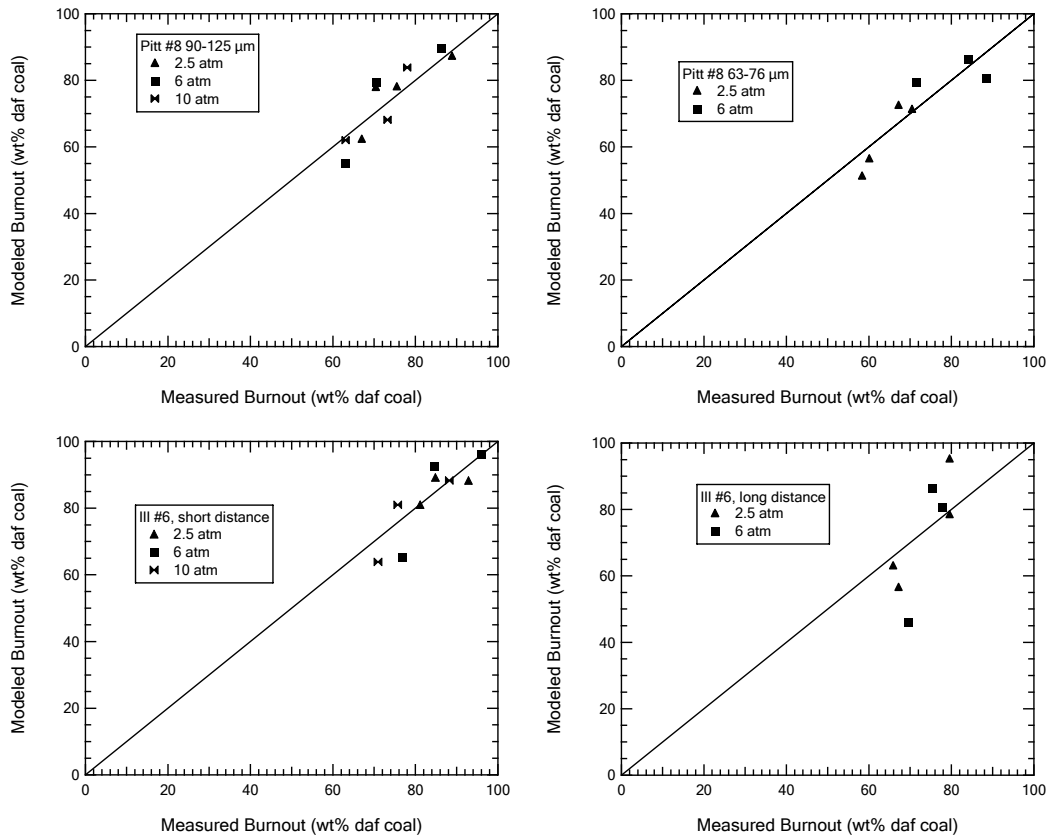 100
80
60
40
20
0
Modeled Burnout (wt% daf coal)
Pitt #8 90-125 µm
2.5 atm
6 atm
10 atm
0 20 40 60 80 100
Measured Burnout (wt% daf coal)
100
80
60
40
20
0
Modeled Burnout (wt% daf coal)
Pitt #8 63-76 µm
2.5 atm
6 atm
0 20 40 60 80 100
Measured Burnout (wt% daf coal)
100
80
60
40
20
0
Modeled Burnout (wt% daf coal)
Ill #6, short distance
2.5 atm
6 atm
10 atm
0 20 40 60 80 100
Measured Burnout (wt% daf coal)
100
80
60
40
20
0
Modeled Burnout (wt% daf coal)
Ill #6, long distance
2.5 atm
6 atm
0 20 40 60 80 100
Measured Burnout (wt% daf coal)